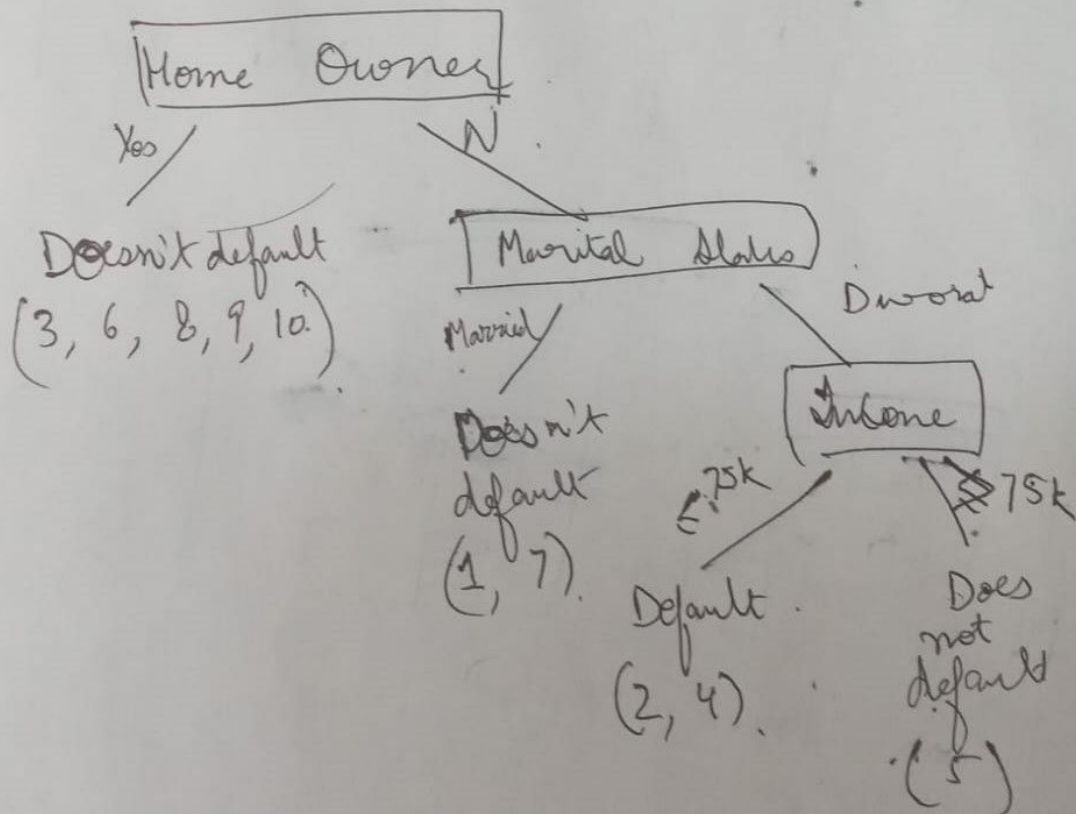 Home Owner
Yes
N
Doesn't default
(3, 6, 8, 9, 10.)
Marital Status
Married
Divorat
Doesn't
default
(1, 7).
Income
≤ 75k
75k
Default
(2, 4).
Does
not
default
(5)